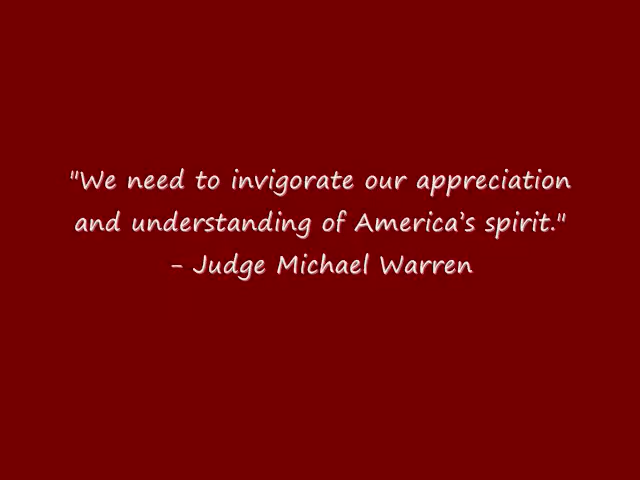 "We need to invigorate our appreciation
and understanding of America’s spirit."
- Judge Michael Warren